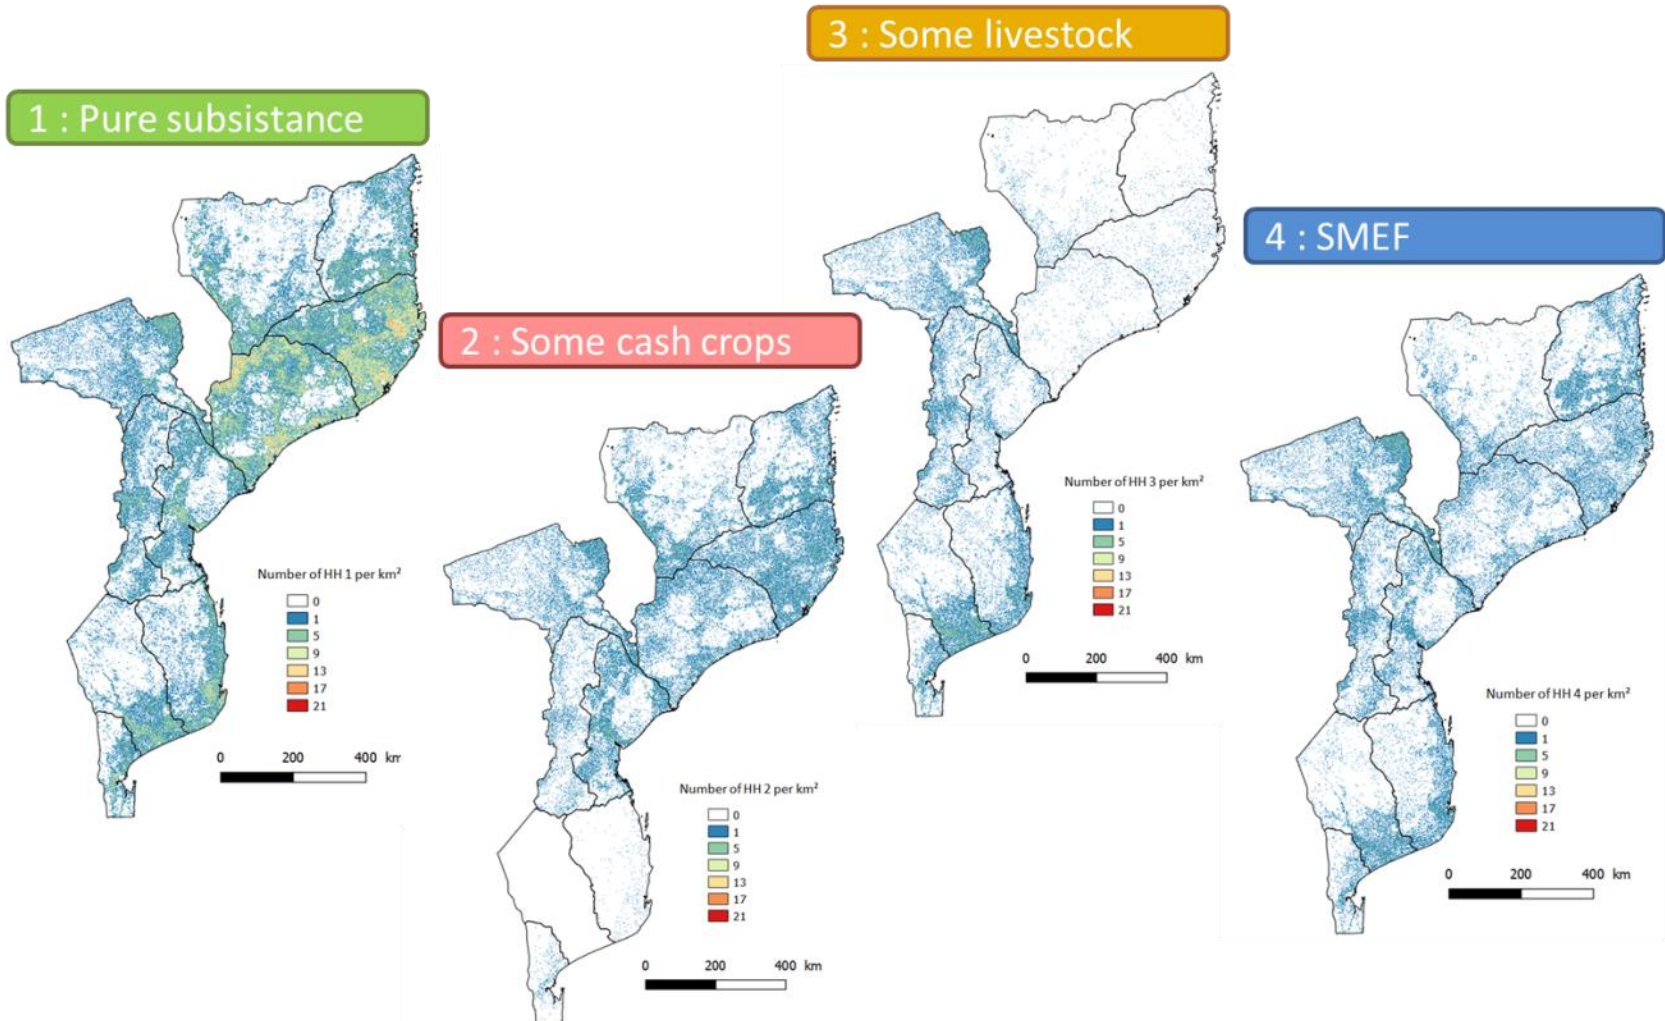 1 : Pure subsistance
Number of HH 1 per km²
0
1
5
9
13
17
21
0 200 400 km
2 : Some cash crops
Number of HH 2 per km²
0
1
5
9
13
17
21
0 200 400 km
3 : Some livestock
Number of HH 3 per km²
0
1
5
9
13
17
21
0 200 400 km
4 : SMEF
Number of HH 4 per km²
0
1
5
9
13
17
21
0 200 400 km